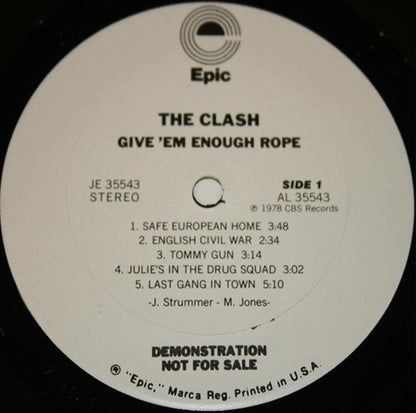 Epic
THE CLASH
GIVE 'EM ENOUGH ROPE
JE 35543
STEREO
SIDE 1
AL 35543
℗ 1978 CBS Records
1. SAFE EUROPEAN HOME 3:48
2. ENGLISH CIVIL WAR 2:34
3. TOMMY GUN 3:14
4. JULIE'S IN THE DRUG SQUAD 3:02
5. LAST GANG IN TOWN 5:10
-J. Strummer - M. Jones-
DEMONSTRATION
NOT FOR SALE
® "Epic," Marca Reg. Printed in U.S.A.